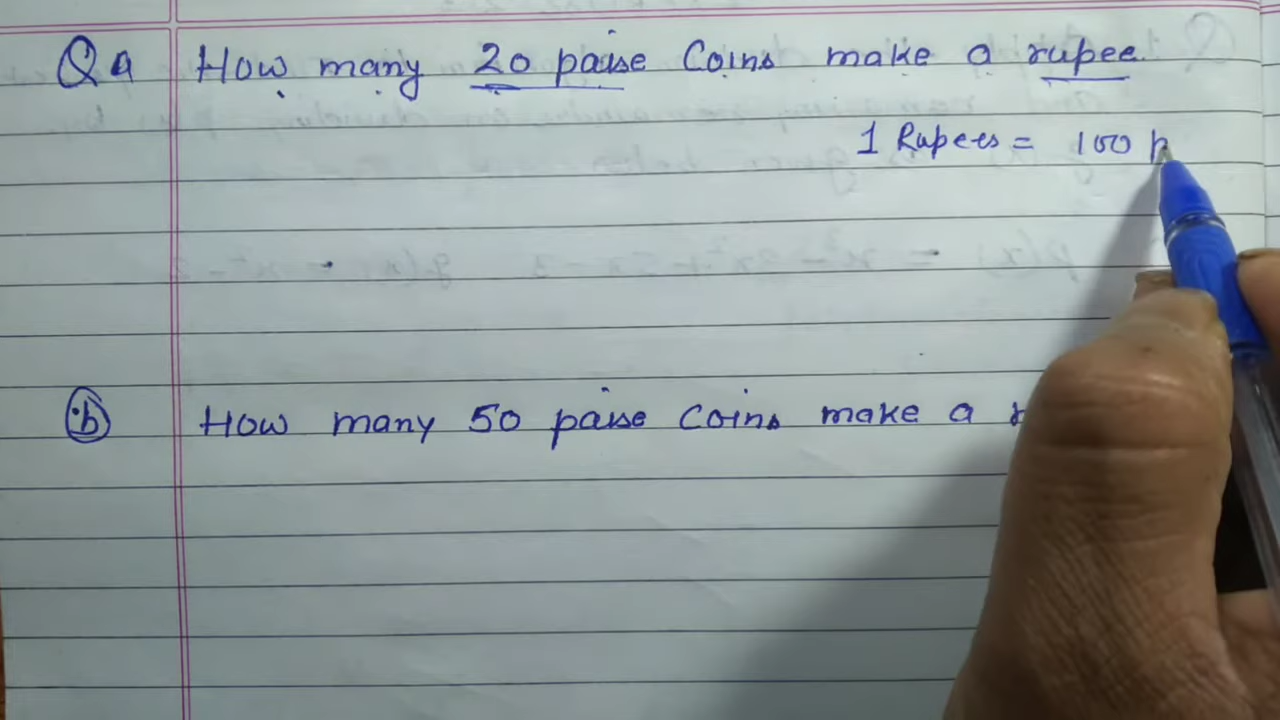 Q a How many 20 paise Coins make a rupee.
1 Rupees = 100 p
(b) How many 50 paise Coins make a